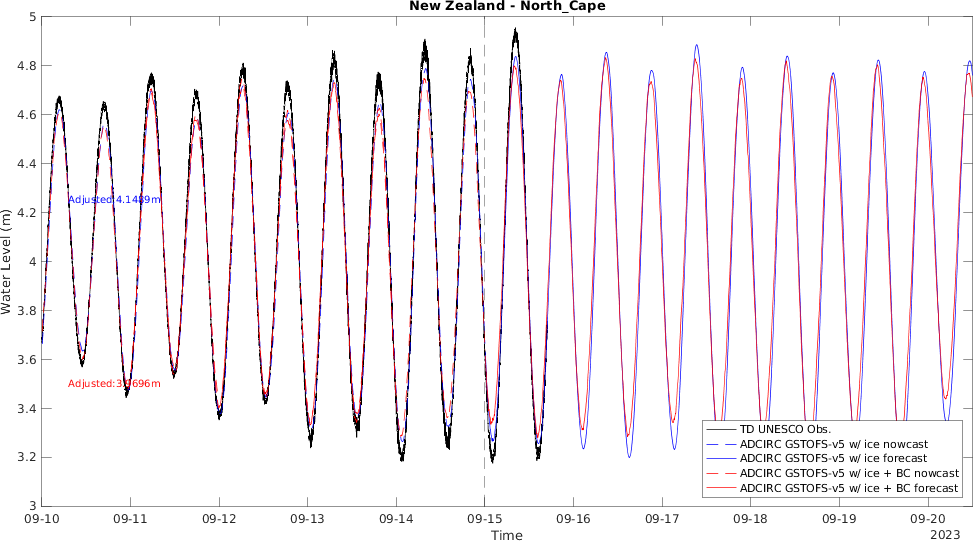 New Zealand - North_Cape
Water Level (m)
5
4.8
4.6
4.4
4.2
4
3.8
3.6
3.4
3.2
3
Adjusted:4.1489m
Adjusted:3.9696m
TD UNESCO Obs.
ADCIRC GSTOFS-v5 w/ ice nowcast
ADCIRC GSTOFS-v5 w/ ice forecast
ADCIRC GSTOFS-v5 w/ ice + BC nowcast
ADCIRC GSTOFS-v5 w/ ice + BC forecast
09-10 09-11 09-12 09-13 09-14 09-15 09-16 09-17 09-18 09-19 09-20
Time
2023